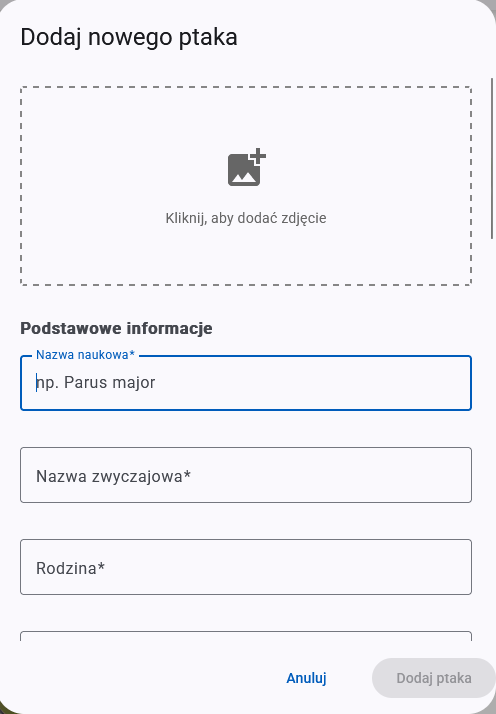 Dodaj nowego ptaka
Kliknij, aby dodać zdjęcie
Podstawowe informacje
Nazwa naukowa*
np. Parus major
Nazwa zwyczajowa*
Rodzina*
Anuluj
Dodaj ptaka